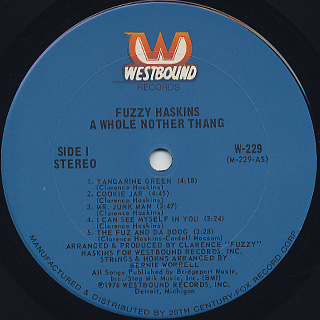 WESTBOUND
RECORDS
FUZZY HASKINS
A WHOLE NOTHER THANG
SIDE I
STEREO
W-229
(M-229-AS)
1. TANGARINE GREEN (4:18)
(Clarence Haskins)
2. COOKIE JAR (4:45)
(Clarence Haskins)
3. MR. JUNK MAN (3:47)
(Clarence Haskins)
4. I CAN SEE MYSELF IN YOU (3:24)
(Clarence Haskins)
5. THE FUZ AND DA BOOG (3:28)
(Clarence Haskins-Cordell Mosson)
ARRANGED & PRODUCED BY CLARENCE "FUZZY"
HASKINS FOR WESTBOUND RECORDS, INC.
STRINGS & HORNS ARRANGED BY
BERNIE WORRELL
All Songs Published by Bridgeport Music,
Inc./Step Mik Music, Inc. (BMI)
©1976 WESTBOUND RECORDS, INC.
Detroit, Michigan
MANUFACTURED & DISTRIBUTED BY 20TH CENTURY-FOX RECORD CORP.